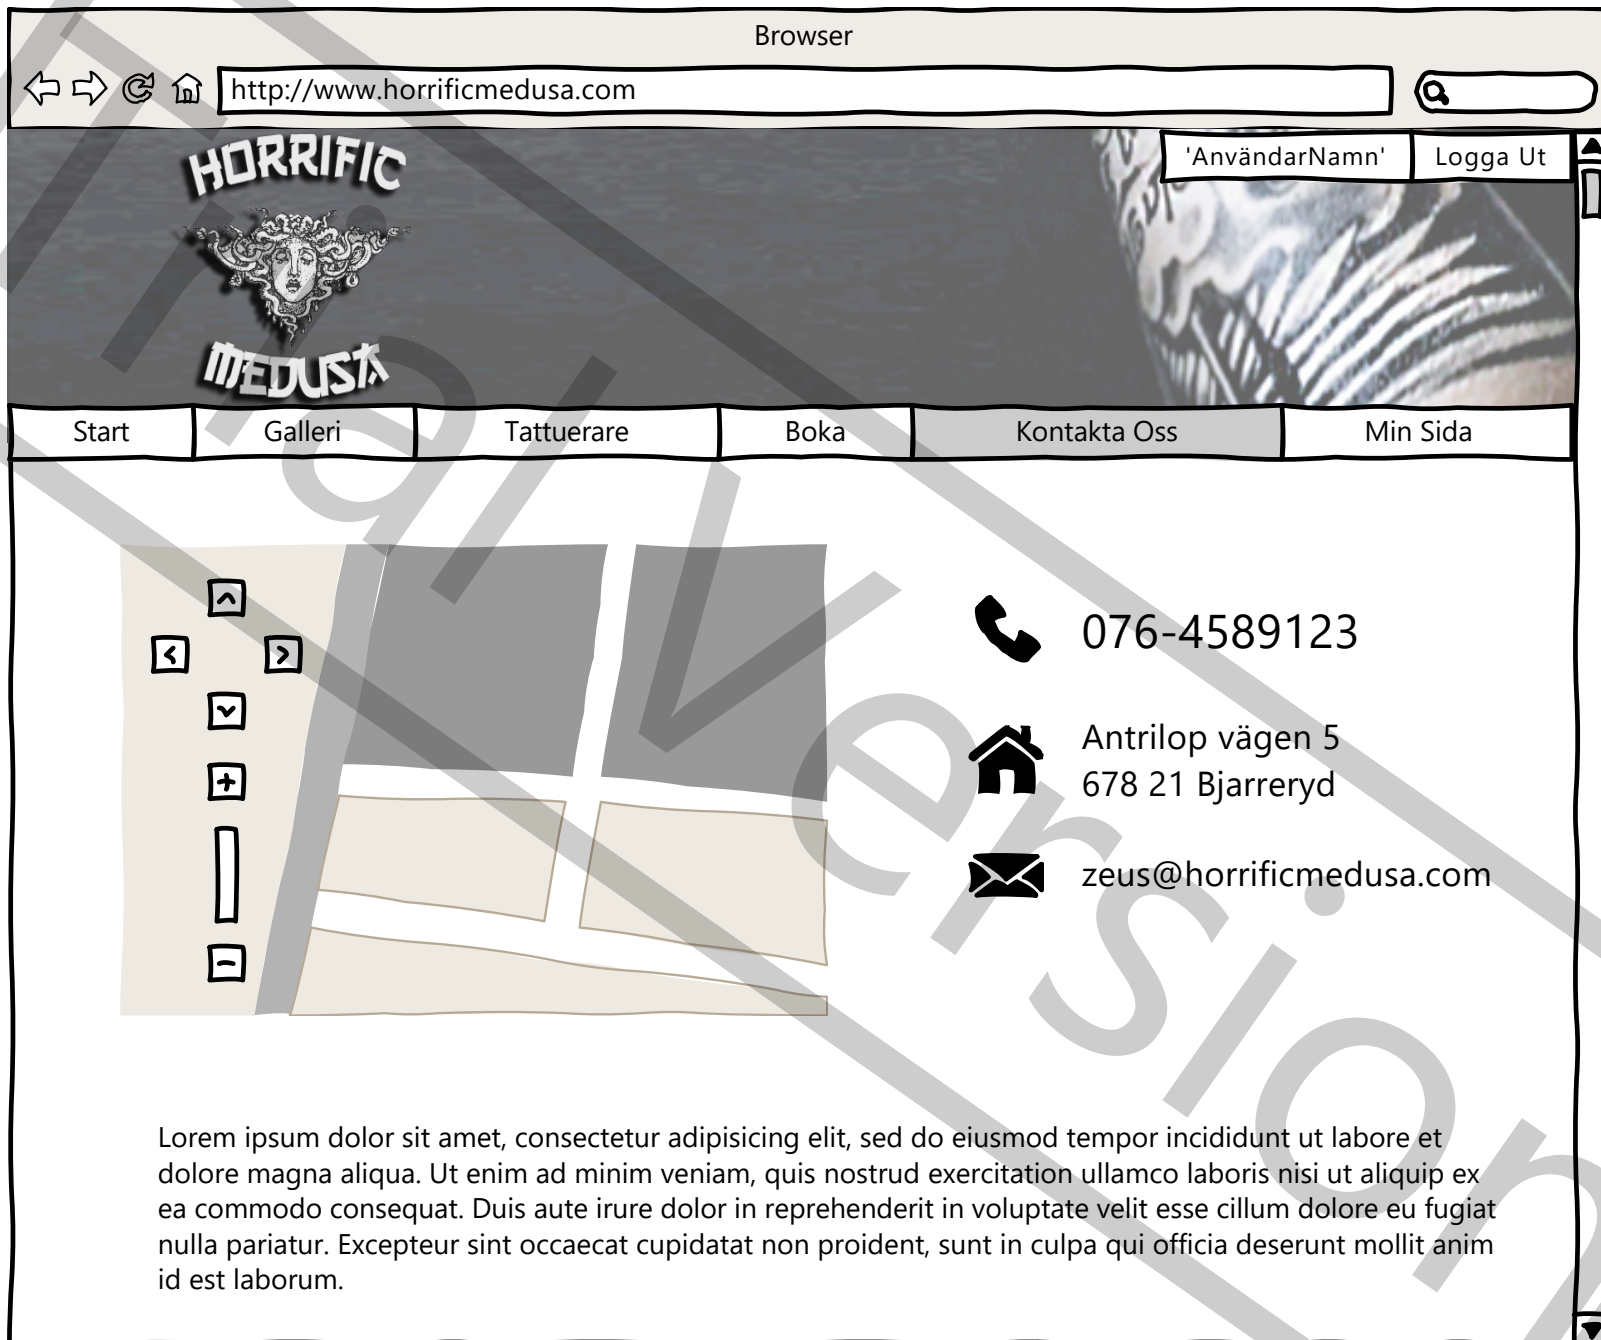 Browser
http://www.horrificmedusa.com
HORRIFIC
MEDUSA
'AnvändarNamn' Logga Ut
Start Galleri Tattuerare Boka Kontakta Oss Min Sida
076-4589123
Antrilop vägen 5
678 21 Bjarreryd
zeus@horrificmedusa.com
Lorem ipsum dolor sit amet, consectetur adipisicing elit, sed do eiusmod tempor incididunt ut labore et
dolore magna aliqua. Ut enim ad minim veniam, quis nostrud exercitation ullamco laboris nisi ut aliquip ex
ea commodo consequat. Duis aute irure dolor in reprehenderit in voluptate velit esse cillum dolore eu fugiat
nulla pariatur. Excepteur sint occaecat cupidatat non proident, sunt in culpa qui officia deserunt mollit anim
id est laborum.
Trial Version